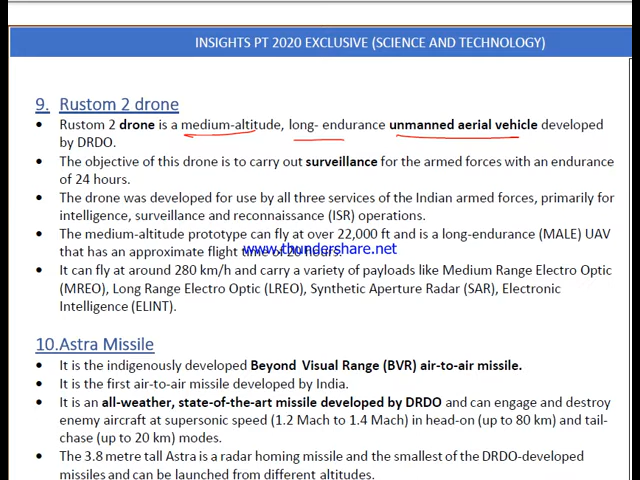 INSIGHTS PT 2020 EXCLUSIVE (SCIENCE AND TECHNOLOGY)
9. Rustom 2 drone
• Rustom 2 drone is a medium-altitude, long- endurance unmanned aerial vehicle developed
by DRDO.
• The objective of this drone is to carry out surveillance for the armed forces with an endurance
of 24 hours.
• The drone was developed for use by all three services of the Indian armed forces, primarily for
intelligence, surveillance and reconnaissance (ISR) operations.
• The medium-altitude prototype can fly at over 22,000 ft and is a long-endurance (MALE) UAV
that has an approximate flight time of 20 hours.
www.thundershare.net
• It can fly at around 280 km/h and carry a variety of payloads like Medium Range Electro Optic
(MREO), Long Range Electro Optic (LREO), Synthetic Aperture Radar (SAR), Electronic
Intelligence (ELINT).
10.Astra Missile
• It is the indigenously developed Beyond Visual Range (BVR) air-to-air missile.
• It is the first air-to-air missile developed by India.
• It is an all-weather, state-of-the-art missile developed by DRDO and can engage and destroy
enemy aircraft at supersonic speed (1.2 Mach to 1.4 Mach) in head-on (up to 80 km) and tail-
chase (up to 20 km) modes.
• The 3.8 metre tall Astra is a radar homing missile and the smallest of the DRDO-developed
missiles and can be launched from different altitudes.